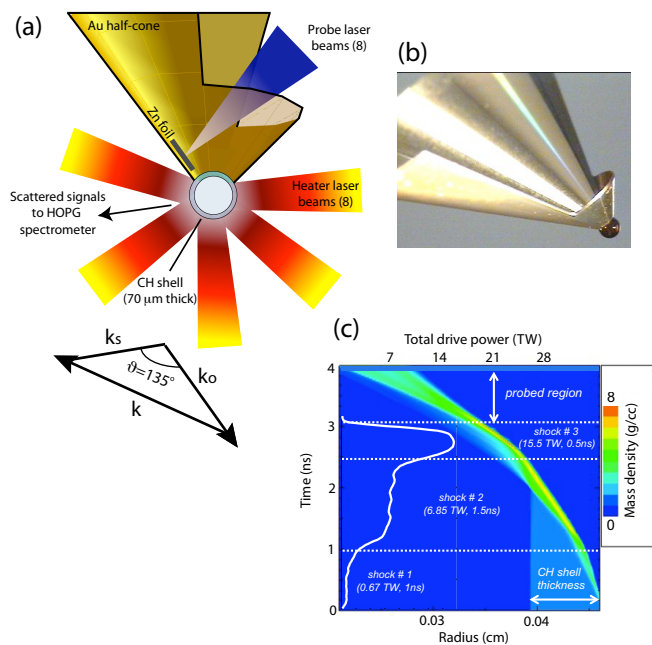 (a)
Au half-cone
Probe laser
beams (8)
Zn foil
Heater laser
beams (8)
Scattered signals
to HOPG
spectrometer
CH shell
(70 μm thick)
ks
ϑ=135°
ko
k
(b)
(c)
Total drive power (TW)
7 14 21 28
4
3
2
1
0
Time (ns)
probed region
shock # 3
(15.5 TW, 0.5ns)
shock # 2
(6.85 TW, 1.5ns)
shock # 1
(0.67 TW, 1ns)
CH shell
thickness
0.03 0.04
Radius (cm)
8
0
Mass density (g/cc)